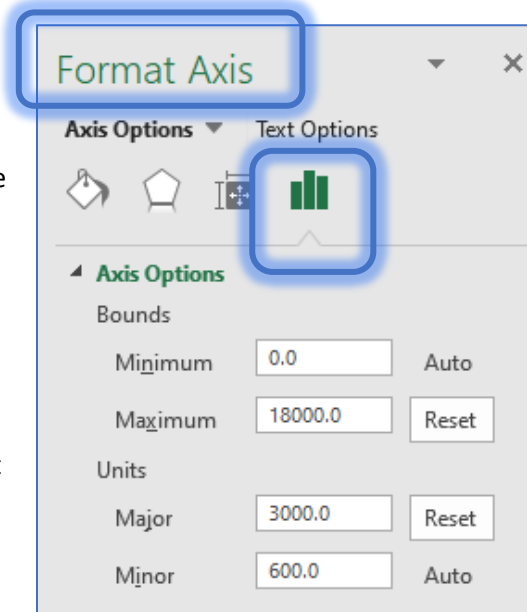 Format Axis
Axis Options Text Options
e
Axis Options
Bounds
Minimum 0.0 Auto
Maximum 18000.0 Reset
Units
Major 3000.0 Reset
Minor 600.0 Auto